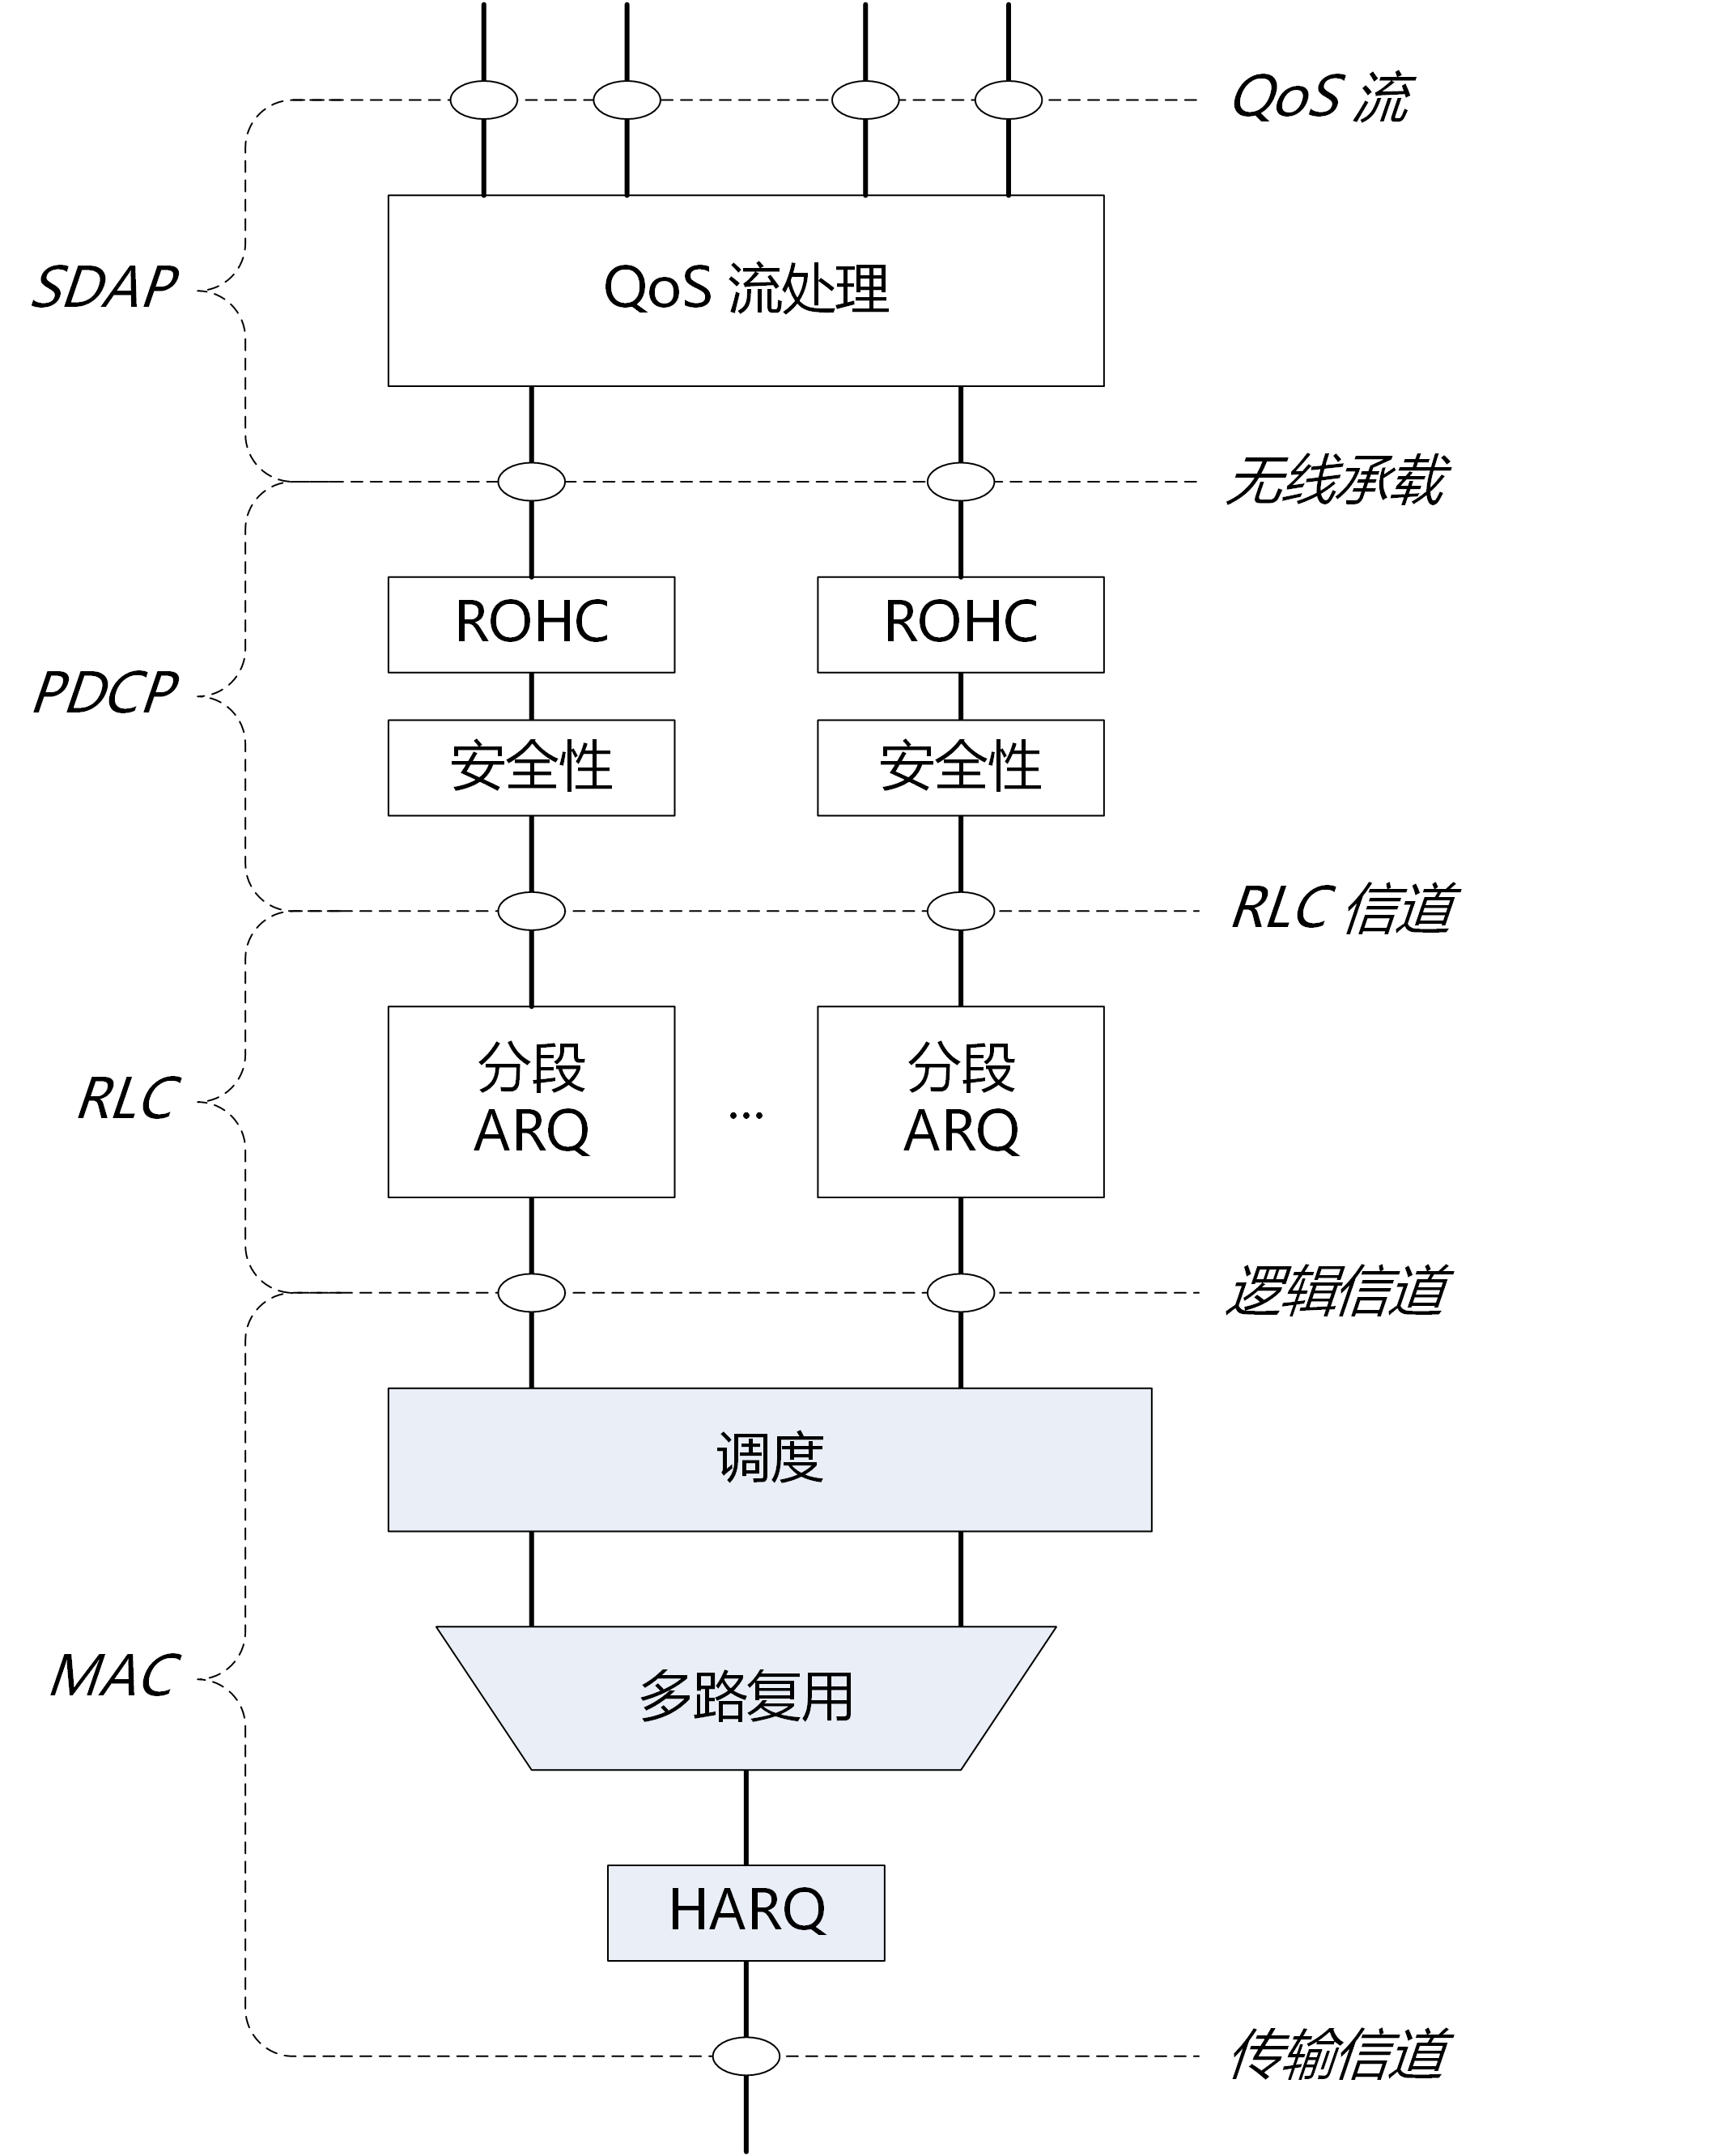 QoS 流
SDAP
QoS 流处理
无线承载
ROHC
ROHC
PDCP
安全性
安全性
RLC 信道
RLC
分段
ARQ
...
分段
ARQ
逻辑信道
调度
MAC
多路复用
HARQ
传输信道